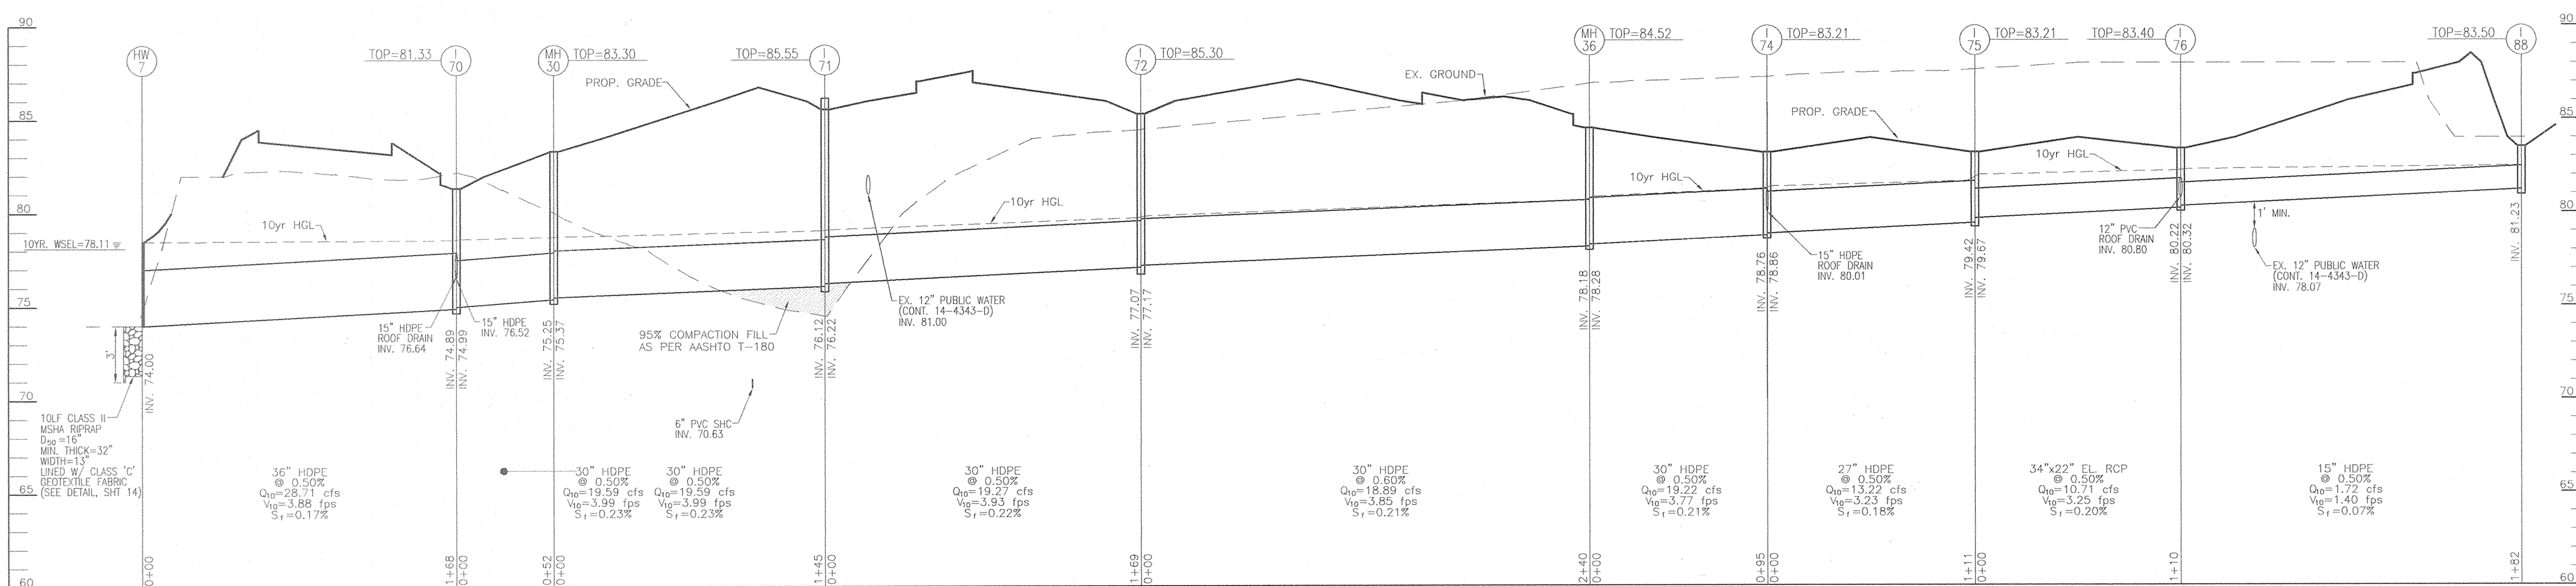 90
85
80
75
70
65
60
HW
7
TOP=81.33
I
70
MH
30
TOP=83.30
PROP. GRADE
TOP=85.55
I
71
I
72
TOP=85.30
EX. GROUND
MH
36
TOP=84.52
I
74
TOP=83.21
PROP. GRADE
I
75
TOP=83.21
TOP=83.40
I
76
TOP=83.50
I
88
90
85
80
75
70
65
60
10YR. WSEL=78.11
10yr HGL
10yr HGL
10yr HGL
10yr HGL
3'
INV. 74.00
15" HDPE
ROOF DRAIN
INV. 76.64
INV. 74.89
INV. 74.99
15" HDPE
INV. 76.52
INV. 75.25
INV. 75.37
95% COMPACTION FILL
AS PER AASHTO T-180
INV. 76.12
INV. 76.22
EX. 12" PUBLIC WATER
(CONT. 14-4343-D)
INV. 81.00
INV. 77.07
INV. 77.17
INV. 78.18
INV. 78.28
INV. 78.76
INV. 78.86
15" HDPE
ROOF DRAIN
INV. 80.01
INV. 79.42
INV. 79.67
12" PVC
ROOF DRAIN
INV. 80.80
INV. 80.22
INV. 80.32
1' MIN.
EX. 12" PUBLIC WATER
(CONT. 14-4343-D)
INV. 78.07
INV. 81.23
10LF CLASS II
MSHA RIPRAP
D50=16"
MIN. THICK=32"
WIDTH=13"
LINED W/ CLASS 'C'
GEOTEXTILE FABRIC
(SEE DETAIL, SHT 14)
6" PVC SHC
INV. 70.63
36" HDPE
@ 0.50%
Q10=28.71 cfs
V10=3.88 fps
Sf=0.17%
30" HDPE
@ 0.50%
Q10=19.59 cfs
V10=3.99 fps
Sf=0.23%
30" HDPE
@ 0.50%
Q10=19.59 cfs
V10=3.99 fps
Sf=0.23%
30" HDPE
@ 0.50%
Q10=19.27 cfs
V10=3.93 fps
Sf=0.22%
30" HDPE
@ 0.60%
Q10=18.89 cfs
V10=3.85 fps
Sf=0.21%
30" HDPE
@ 0.50%
Q10=19.22 cfs
V10=3.77 fps
Sf=0.21%
27" HDPE
@ 0.50%
Q10=13.22 cfs
V10=3.23 fps
Sf=0.18%
34"x22" EL. RCP
@ 0.50%
Q10=10.71 cfs
V10=3.25 fps
Sf=0.20%
15" HDPE
@ 0.50%
Q10=1.72 cfs
V10=1.40 fps
Sf=0.07%
0+00
1+68
0+00
0+52
0+00
1+45
0+00
1+69
0+00
2+40
0+00
0+95
0+00
1+11
0+00
1+10
1+82